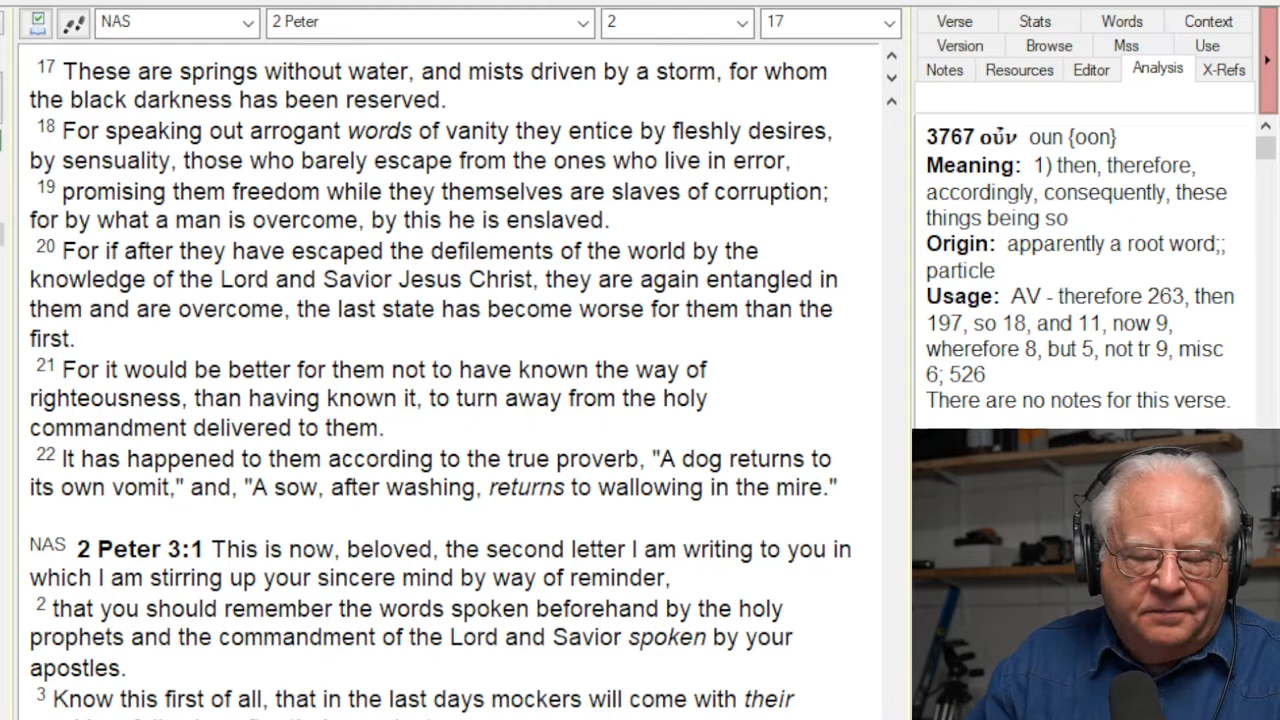 NAS 2 Peter 2 17
17 These are springs without water, and mists driven by a storm, for whom
the black darkness has been reserved.
18 For speaking out arrogant words of vanity they entice by fleshly desires,
by sensuality, those who barely escape from the ones who live in error,
19 promising them freedom while they themselves are slaves of corruption;
for by what a man is overcome, by this he is enslaved.
20 For if after they have escaped the defilements of the world by the
knowledge of the Lord and Savior Jesus Christ, they are again entangled in
them and are overcome, the last state has become worse for them than the
first.
21 For it would be better for them not to have known the way of
righteousness, than having known it, to turn away from the holy
commandment delivered to them.
22 It has happened to them according to the true proverb, "A dog returns to
its own vomit," and, "A sow, after washing, returns to wallowing in the mire."
NAS 2 Peter 3:1 This is now, beloved, the second letter I am writing to you in
which I am stirring up your sincere mind by way of reminder,
2 that you should remember the words spoken beforehand by the holy
prophets and the commandment of the Lord and Savior spoken by your
apostles.
3 Know this first of all, that in the last days mockers will come with their
Verse Stats Words Context
Version Browse Mss Use
Notes Resources Editor Analysis X-Refs
3767 οὖν oun {oon}
Meaning: 1) then, therefore,
accordingly, consequently, these
things being so
Origin: apparently a root word;;
particle
Usage: AV - therefore 263, then
197, so 18, and 11, now 9,
wherefore 8, but 5, not tr 9, misc
6; 526
There are no notes for this verse.